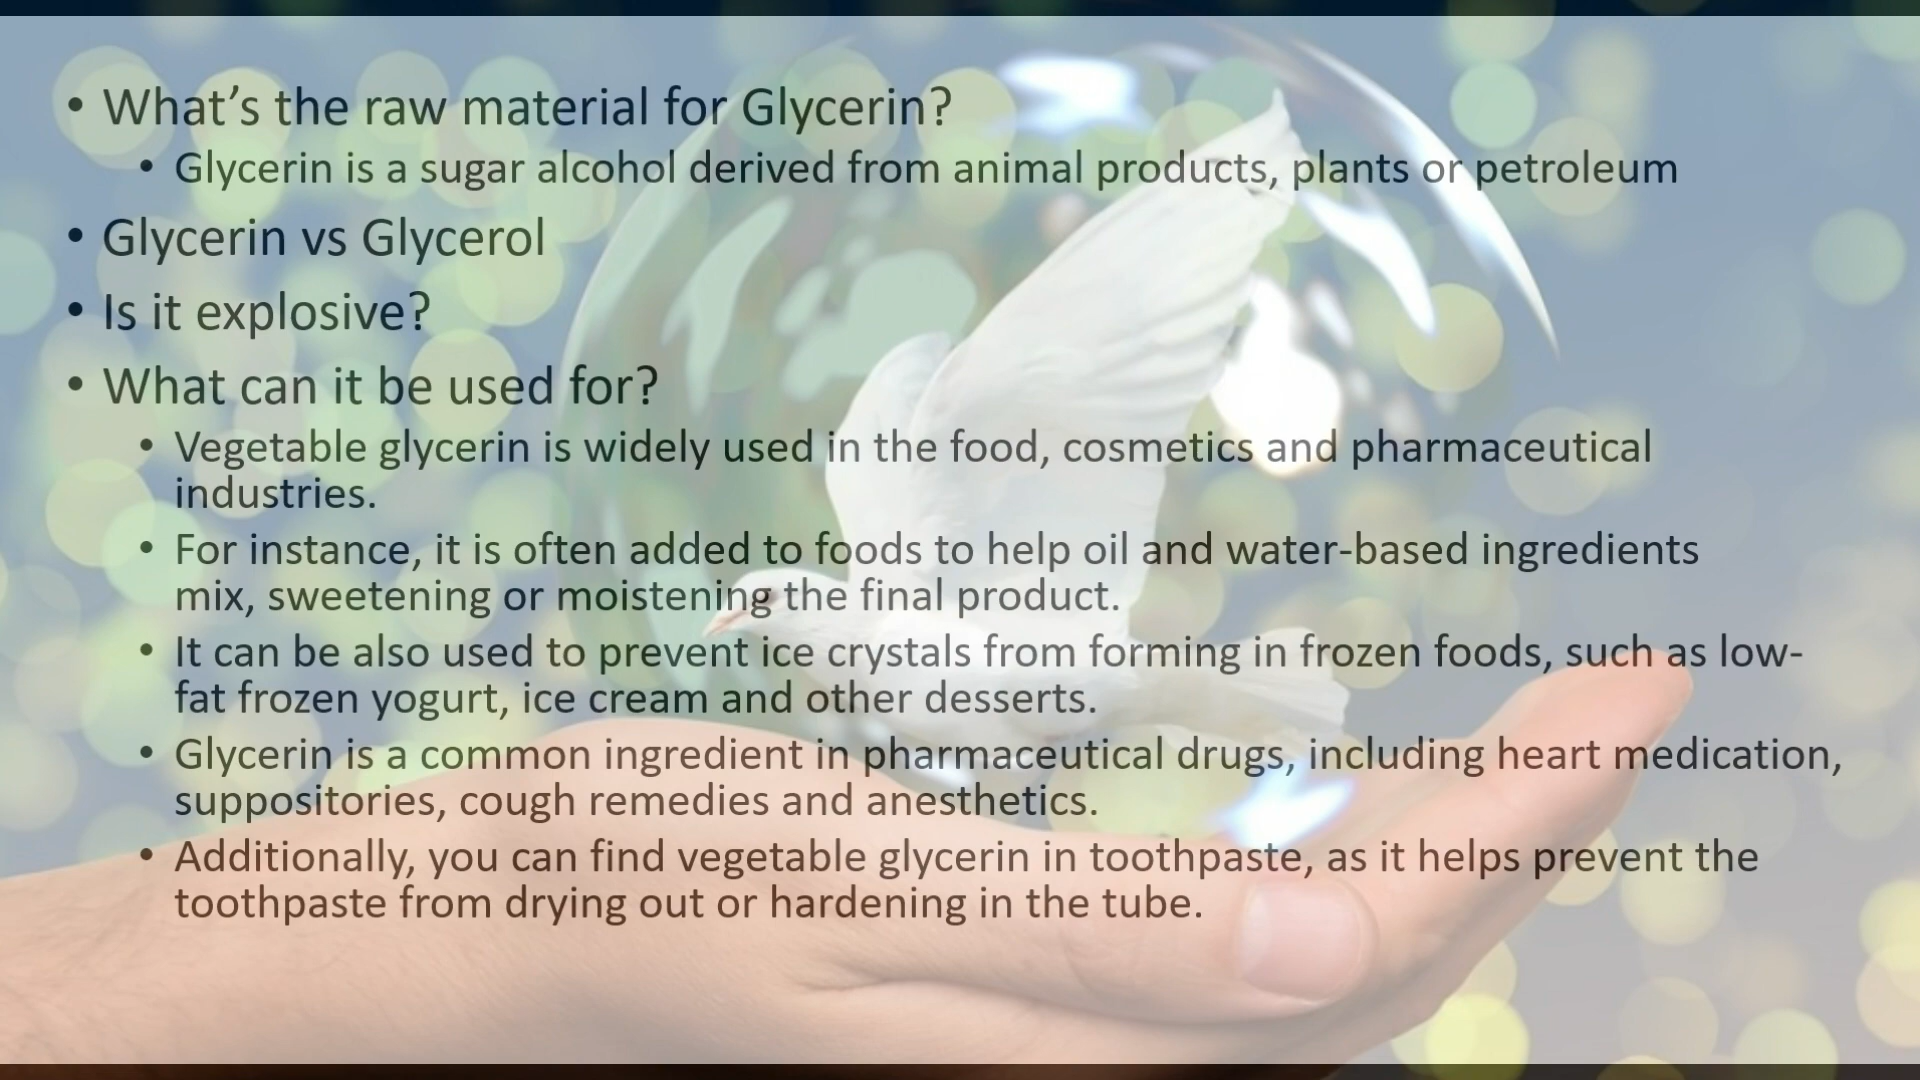 • What’s the raw material for Glycerin?
• Glycerin is a sugar alcohol derived from animal products, plants or petroleum
• Glycerin vs Glycerol
• Is it explosive?
• What can it be used for?
• Vegetable glycerin is widely used in the food, cosmetics and pharmaceutical
industries.
• For instance, it is often added to foods to help oil and water-based ingredients
mix, sweetening or moistening the final product.
• It can be also used to prevent ice crystals from forming in frozen foods, such as low-
fat frozen yogurt, ice cream and other desserts.
• Glycerin is a common ingredient in pharmaceutical drugs, including heart medication,
suppositories, cough remedies and anesthetics.
• Additionally, you can find vegetable glycerin in toothpaste, as it helps prevent the
toothpaste from drying out or hardening in the tube.